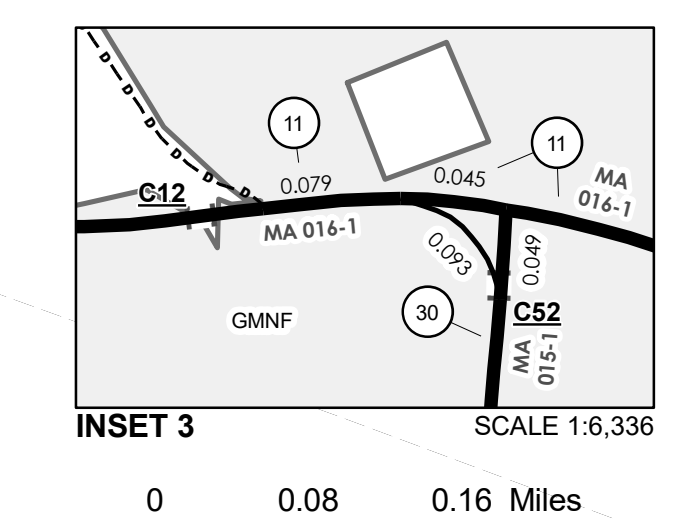 D D D D D D
11
11
C12
0.079
0.045
MA
016-1
MA 016-1
0.093
0.049
GMNF
30
C52
MA
015-1
INSET 3
SCALE 1:6,336
0 0.08 0.16 Miles